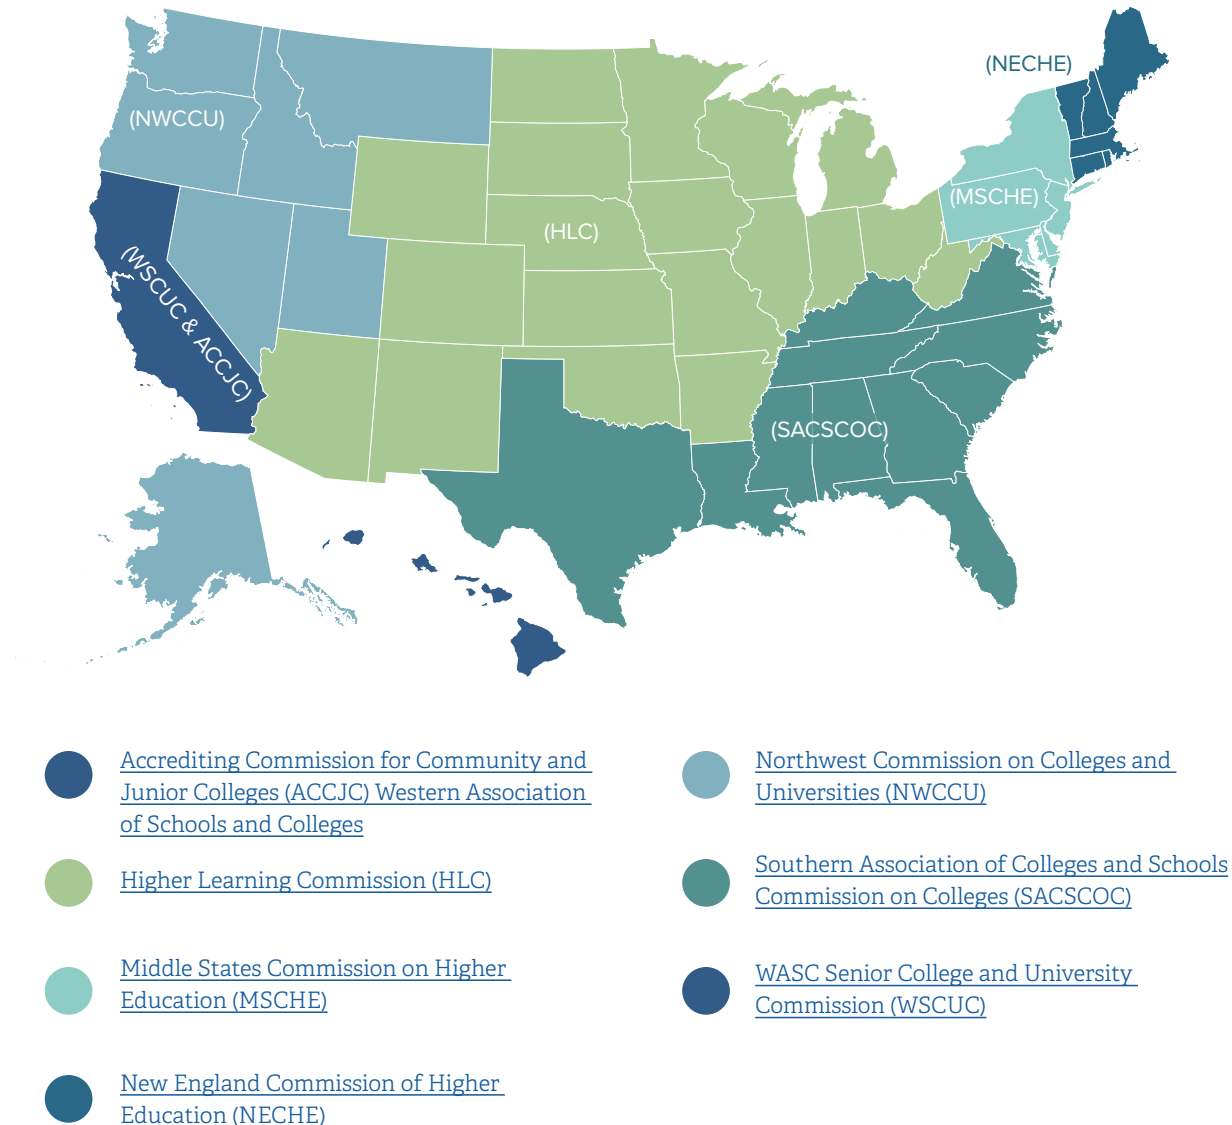 (NECHE)
(NWCCU)
(MSCHE)
(HLC)
(WSCUC & ACCJC)
(SACSCOC)
Accrediting Commission for Community and
Junior Colleges (ACCJC) Western Association
of Schools and Colleges
Higher Learning Commission (HLC)
Middle States Commission on Higher
Education (MSCHE)
New England Commission of Higher
Education (NECHE)
Northwest Commission on Colleges and
Universities (NWCCU)
Southern Association of Colleges and Schools
Commission on Colleges (SACSCOC)
WASC Senior College and University
Commission (WSCUC)